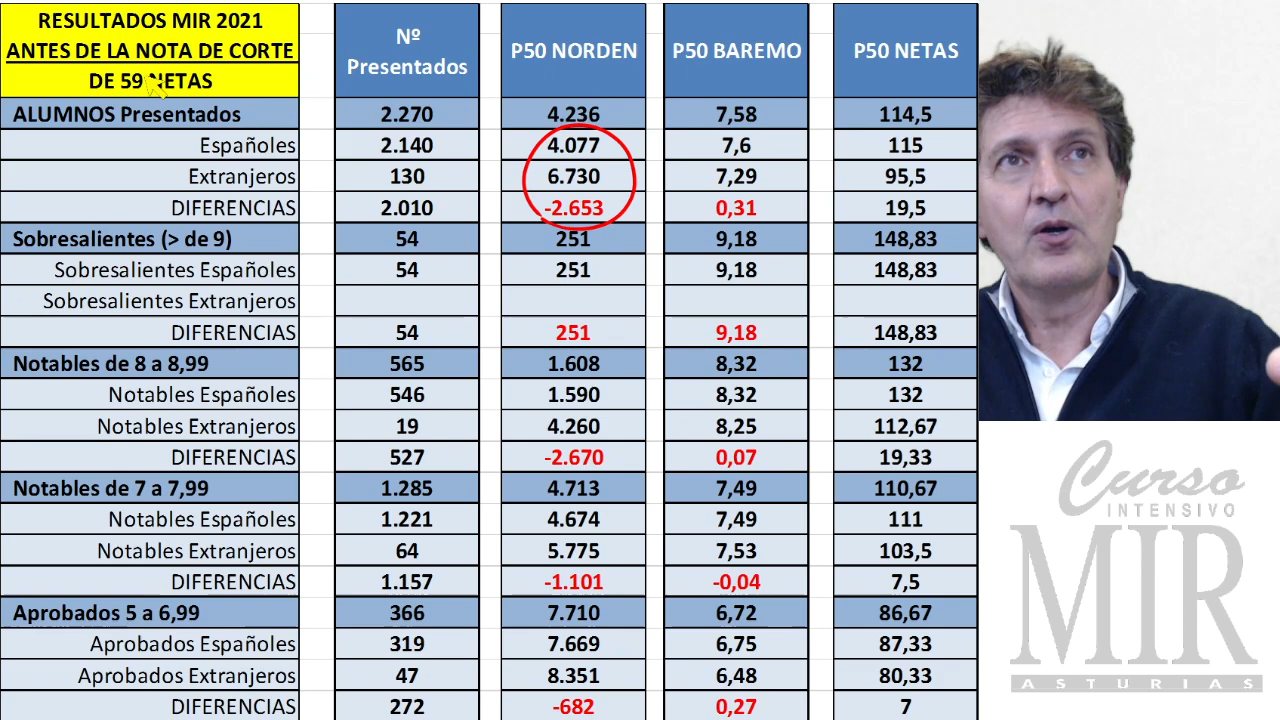 RESULTADOS MIR 2021
ANTES DE LA NOTA DE CORTE
DE 59 NETAS
Nº
Presentados
P50 NORDEN
P50 BAREMO
P50 NETAS
ALUMNOS Presentados 2.270 4.236 7,58 114,5
Españoles 2.140 4.077 7,6 115
Extranjeros 130 6.730 7,29 95,5
DIFERENCIAS 2.010 -2.653 0,31 19,5
Sobresalientes (> de 9) 54 251 9,18 148,83
Sobresalientes Españoles 54 251 9,18 148,83
Sobresalientes Extranjeros
DIFERENCIAS 54 251 9,18 148,83
Notables de 8 a 8,99 565 1.608 8,32 132
Notables Españoles 546 1.590 8,32 132
Notables Extranjeros 19 4.260 8,25 112,67
DIFERENCIAS 527 -2.670 0,07 19,33
Notables de 7 a 7,99 1.285 4.713 7,49 110,67
Notables Españoles 1.221 4.674 7,49 111
Notables Extranjeros 64 5.775 7,53 103,5
DIFERENCIAS 1.157 -1.101 -0,04 7,5
Aprobados 5 a 6,99 366 7.710 6,72 86,67
Aprobados Españoles 319 7.669 6,75 87,33
Aprobados Extranjeros 47 8.351 6,48 80,33
DIFERENCIAS 272 -682 0,27 7
Curso
INTENSIVO
MIR
ASTURIAS